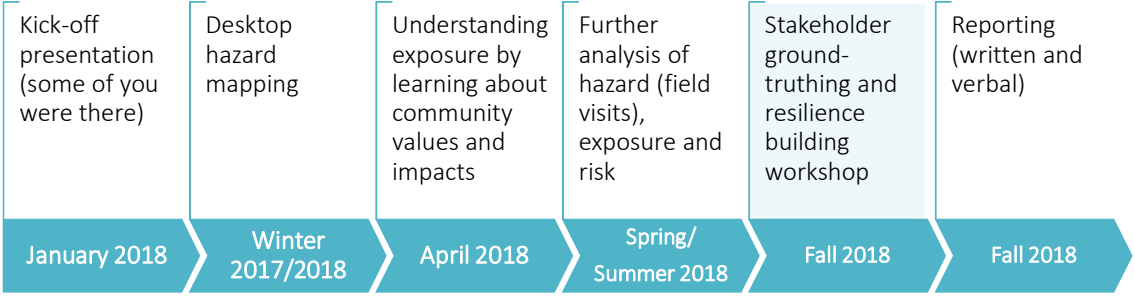 Kick-off
presentation
(some of you
were there)
Desktop
hazard
mapping
Understanding
exposure by
learning about
community
values and
impacts
Further
analysis of
hazard (field
visits),
exposure and
risk
Stakeholder
ground-
truthing and
resilience
building
workshop
Reporting
(written and
verbal)
January 2018
Winter
2017/2018
April 2018
Spring/
Summer 2018
Fall 2018
Fall 2018